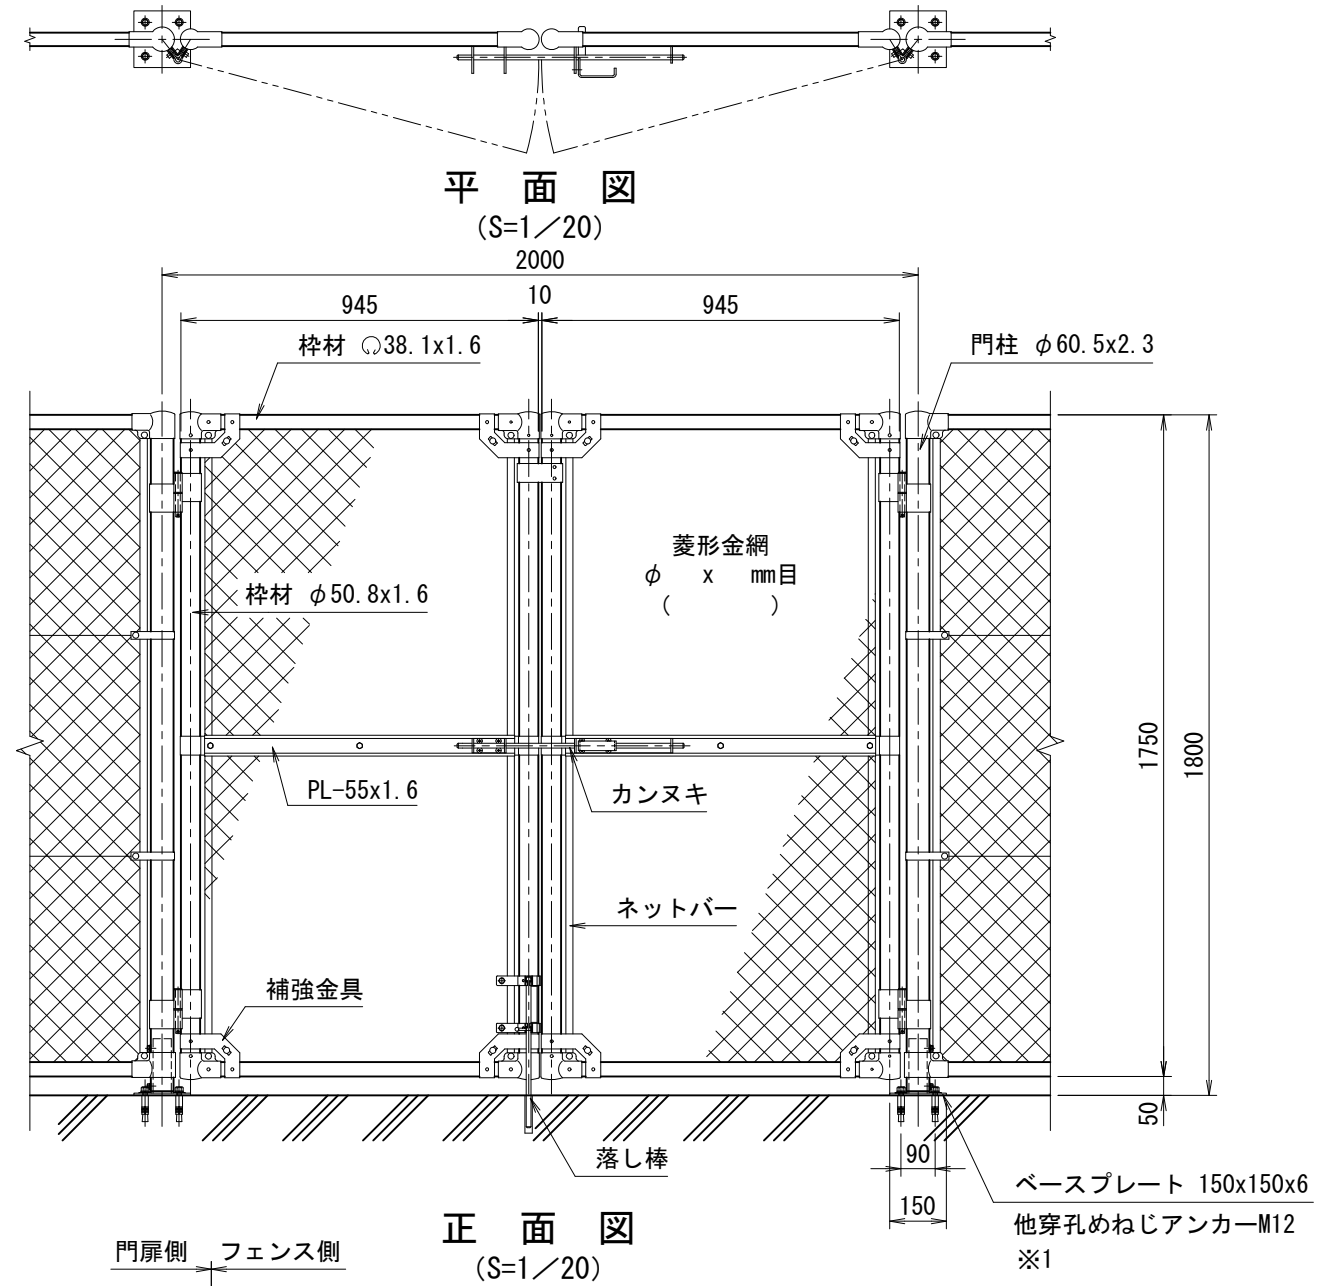 平 面 図
(S=1／20)
2000
945
10
945
枠材 38.1x1.6
門柱 φ60.5x2.3
菱形金網
φ x mm目
( )
枠材 φ50.8x1.6
1750
1800
PL-55x1.6
カンヌキ
ネットバー
補強金具
50
落し棒
90
150
ベースプレート 150x150x6
他穿孔めねじアンカーM12
※1
正 面 図
(S=1／20)
門扉側 フェンス側